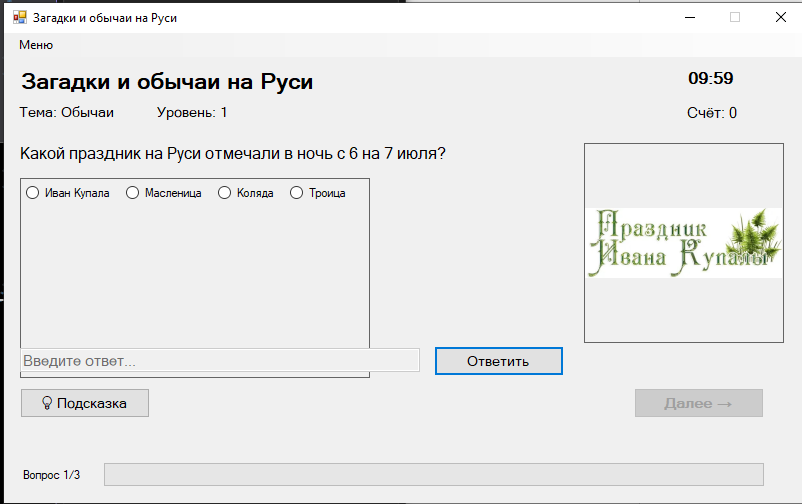 Загадки и обычаи на Руси
Меню
Загадки и обычаи на Руси
09:59
Тема: Обычаи
Уровень: 1
Счёт: 0
Какой праздник на Руси отмечали в ночь с 6 на 7 июля?
Иван Купала
Масленица
Коляда
Троица
Праздник
Ивана Купалы
Введите ответ...
Ответить
Подсказка
Далее →
Вопрос 1/3